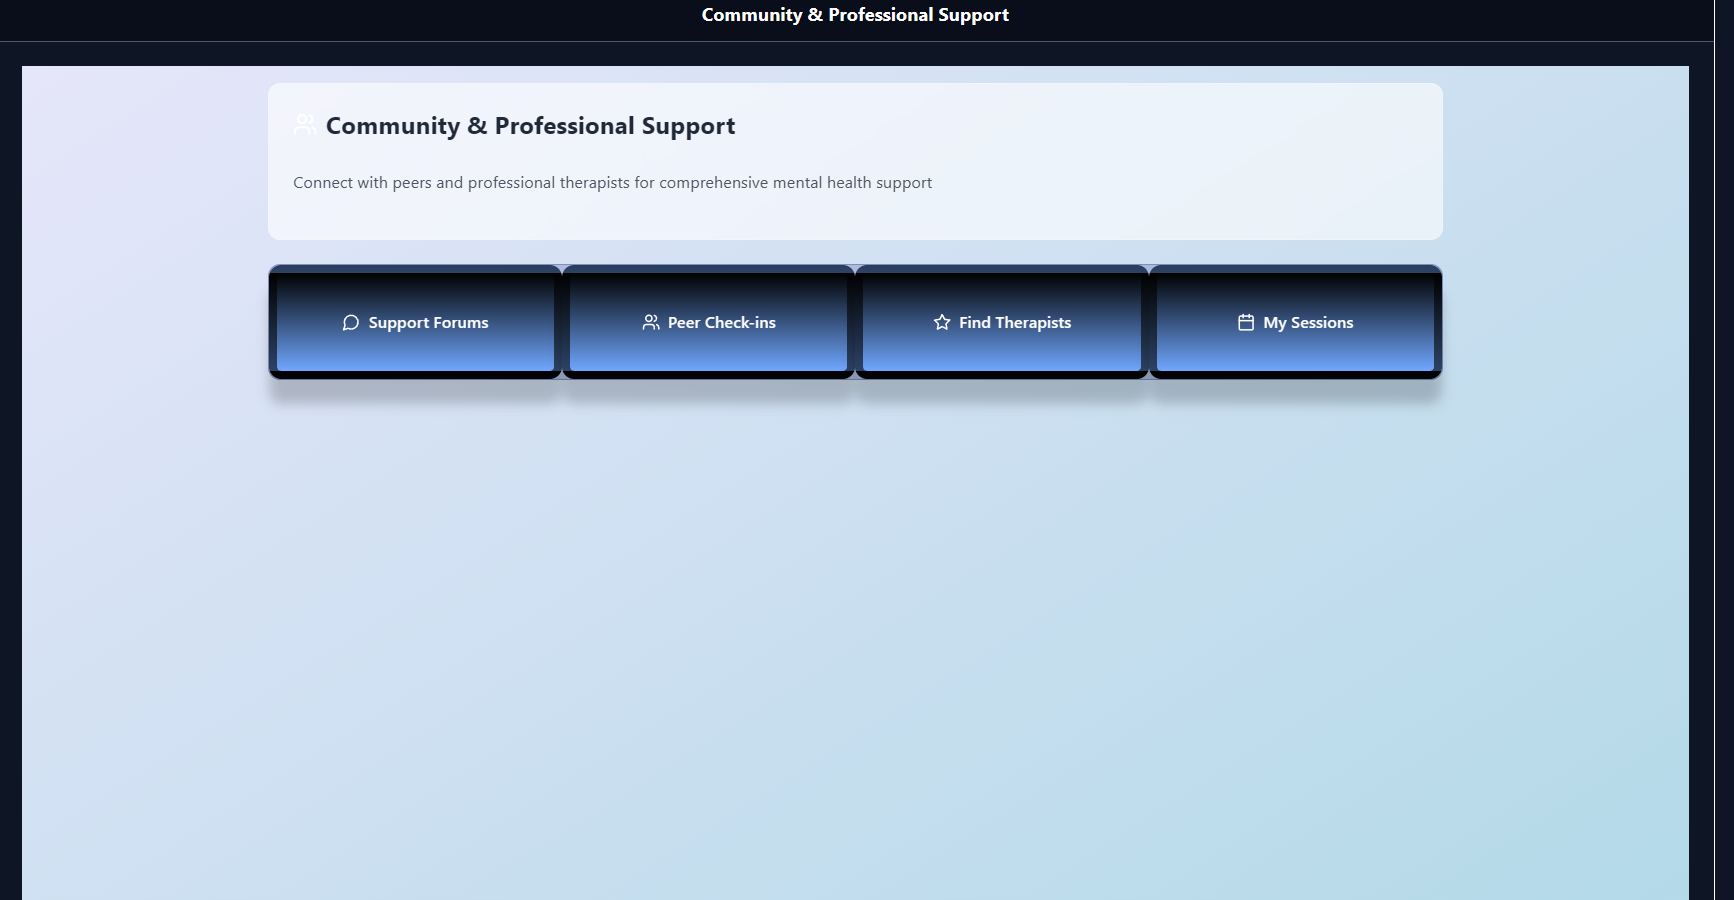 Community & Professional Support
Community & Professional Support
Connect with peers and professional therapists for comprehensive mental health support
Support Forums
Peer Check-ins
Find Therapists
My Sessions